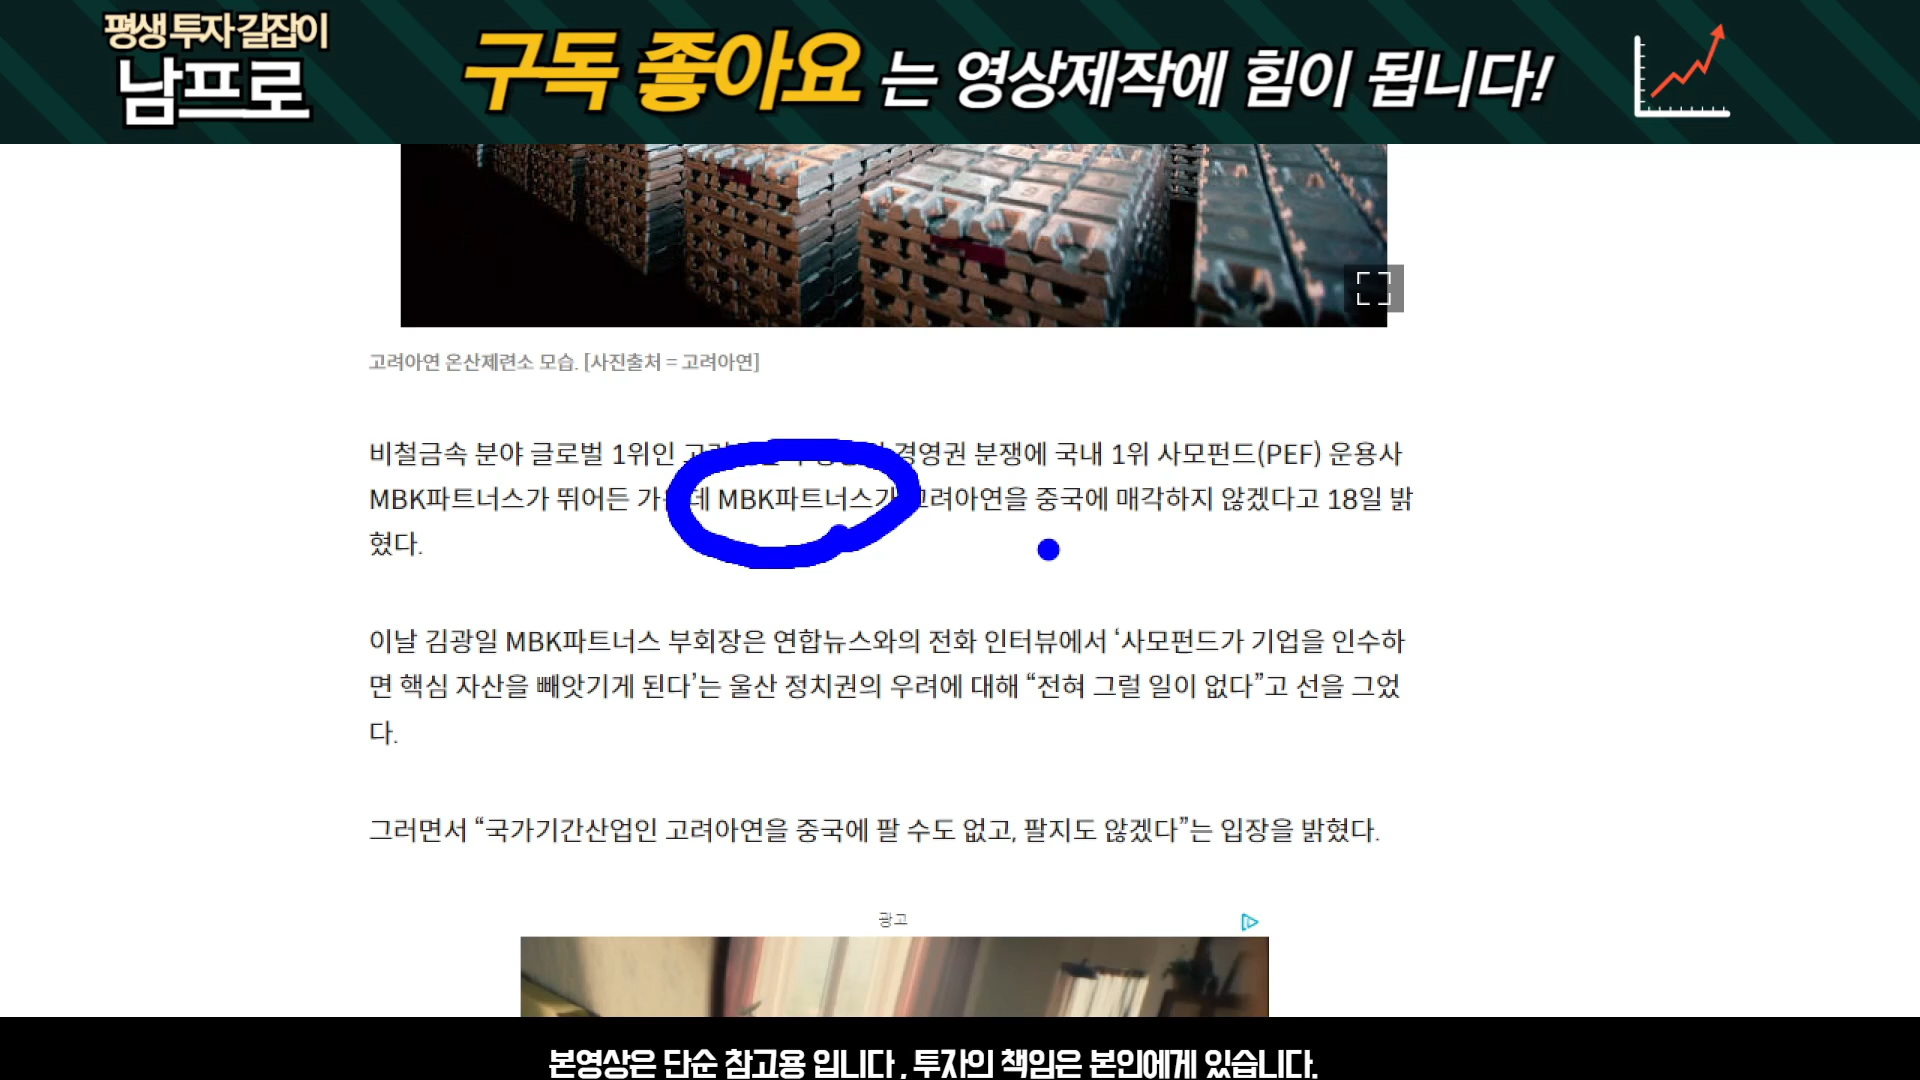 평생 투자 길잡이
남프로
구독 좋아요 는 영상제작에 힘이 됩니다!
고려아연 온산제련소 모습. [사진출처 = 고려아연]
비철금속 분야 글로벌 1위인 경영권 분쟁에 국내 1위 사모펀드(PEF) 운용사
MBK파트너스가 뛰어든 가운데 MBK파트너스가 고려아연을 중국에 매각하지 않겠다고 18일 밝
혔다.
이날 김광일 MBK파트너스 부회장은 연합뉴스와의 전화 인터뷰에서 ‘사모펀드가 기업을 인수하
면 핵심 자산을 빼앗기게 된다’는 울산 정치권의 우려에 대해 “전혀 그럴 일이 없다”고 선을 그었
다.
그러면서 “국가기간산업인 고려아연을 중국에 팔 수도 없고, 팔지도 않겠다”는 입장을 밝혔다.
광고
본영상은 단순 참고용 입니다 , 투자의 책임은 본인에게 있습니다.